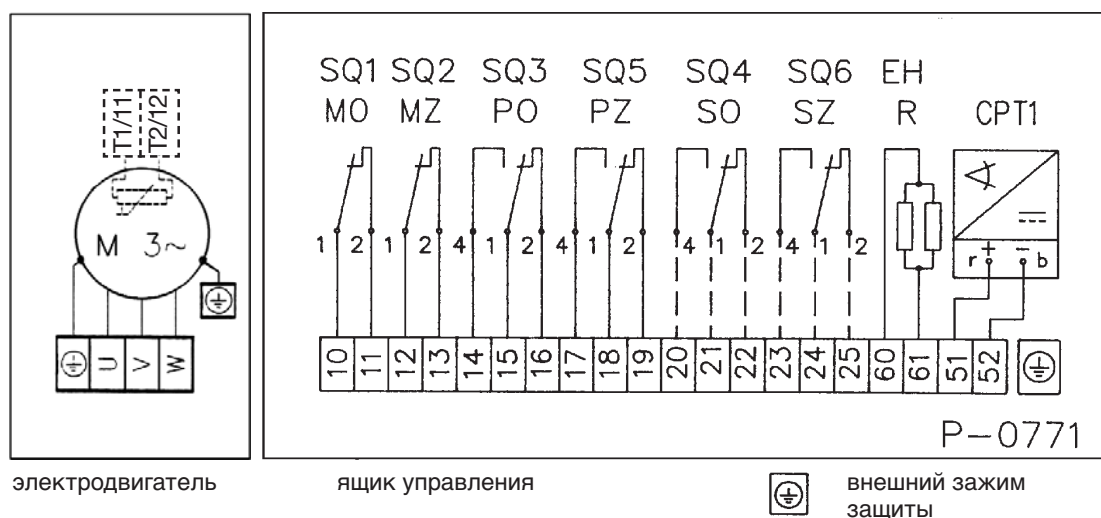 SQ1 SQ2 SQ3 SQ5 SQ4 SQ6 EH
MO MZ PO PZ SO SZ R CPT1
T1/11 T2/12
M 3~
1 2 1 2 4 1 2 4 1 2 4 1 2 4 1 2 r + − b
U V W
10 11 12 13 14 15 16 17 18 19 20 21 22 23 24 25 60 61 51 52
P-0771
электродвигатель
ящик управления
внешний зажим
защиты